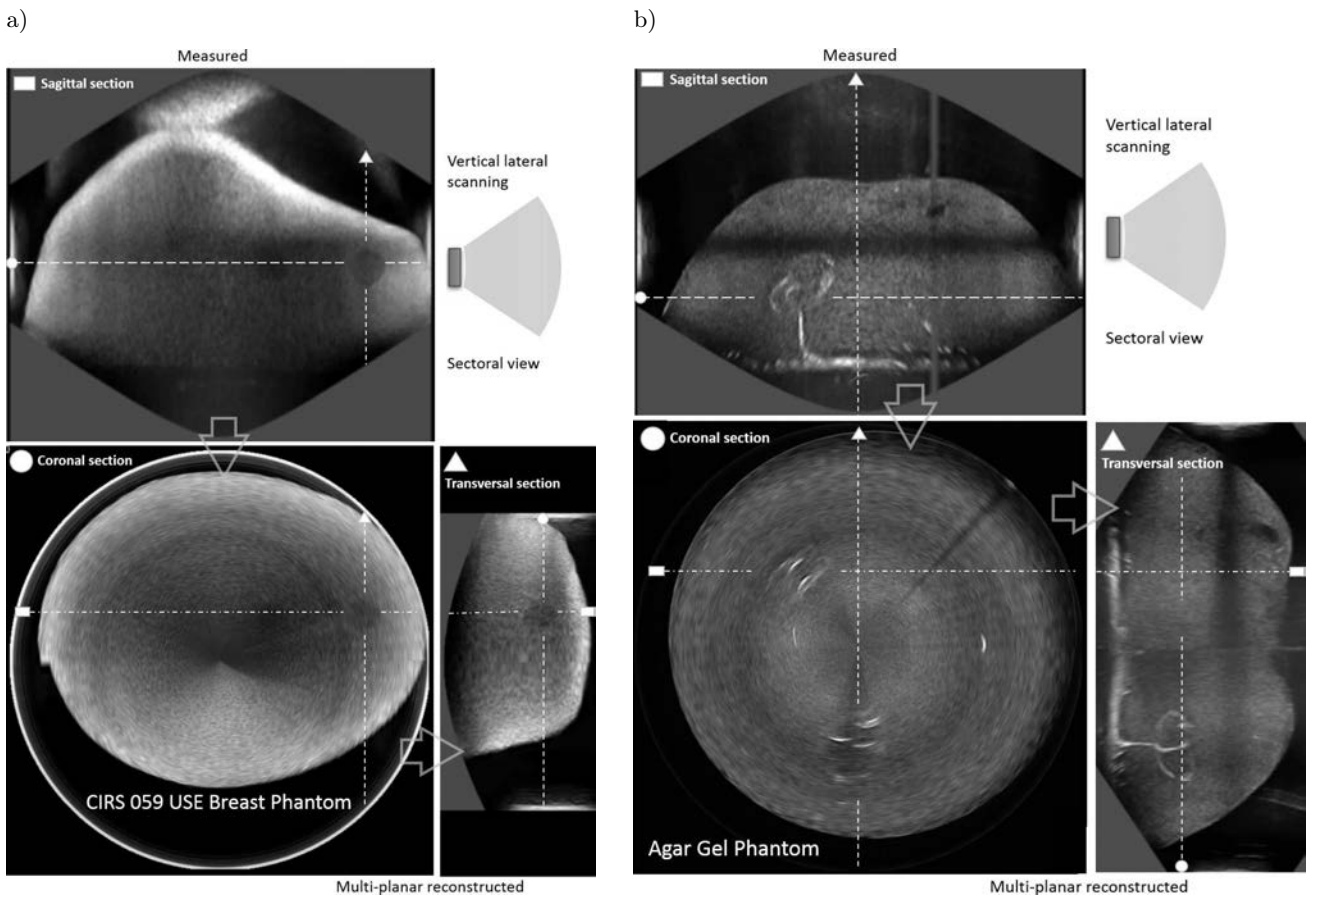 a)
Measured
Sagittal section
Vertical lateral
scanning
Sectoral view
Coronal section
Transversal section
CIRS 059 USE Breast Phantom
Multi-planar reconstructed
b)
Measured
Sagittal section
Vertical lateral
scanning
Sectoral view
Coronal section
Transversal section
Agar Gel Phantom
Multi-planar reconstructed